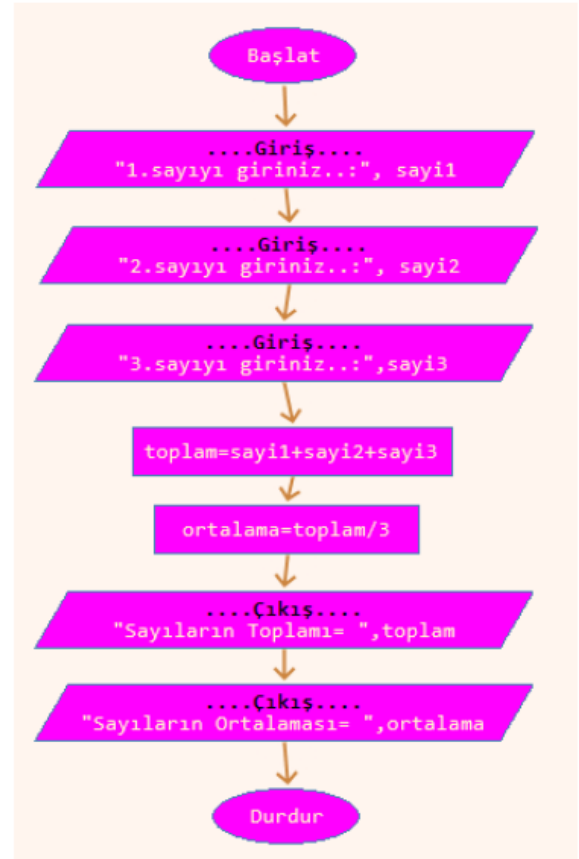 Başlat
....Giriş....
"1.sayıyı giriniz..:", sayi1
....Giriş....
"2.sayıyı giriniz..:", sayi2
....Giriş....
"3.sayıyı giriniz..:",sayi3
toplam=sayi1+sayi2+sayi3
ortalama=toplam/3
....Çıkış....
"Sayıların Toplamı= ",toplam
....Çıkış....
"Sayıların Ortalaması= ",ortalama
Durdur